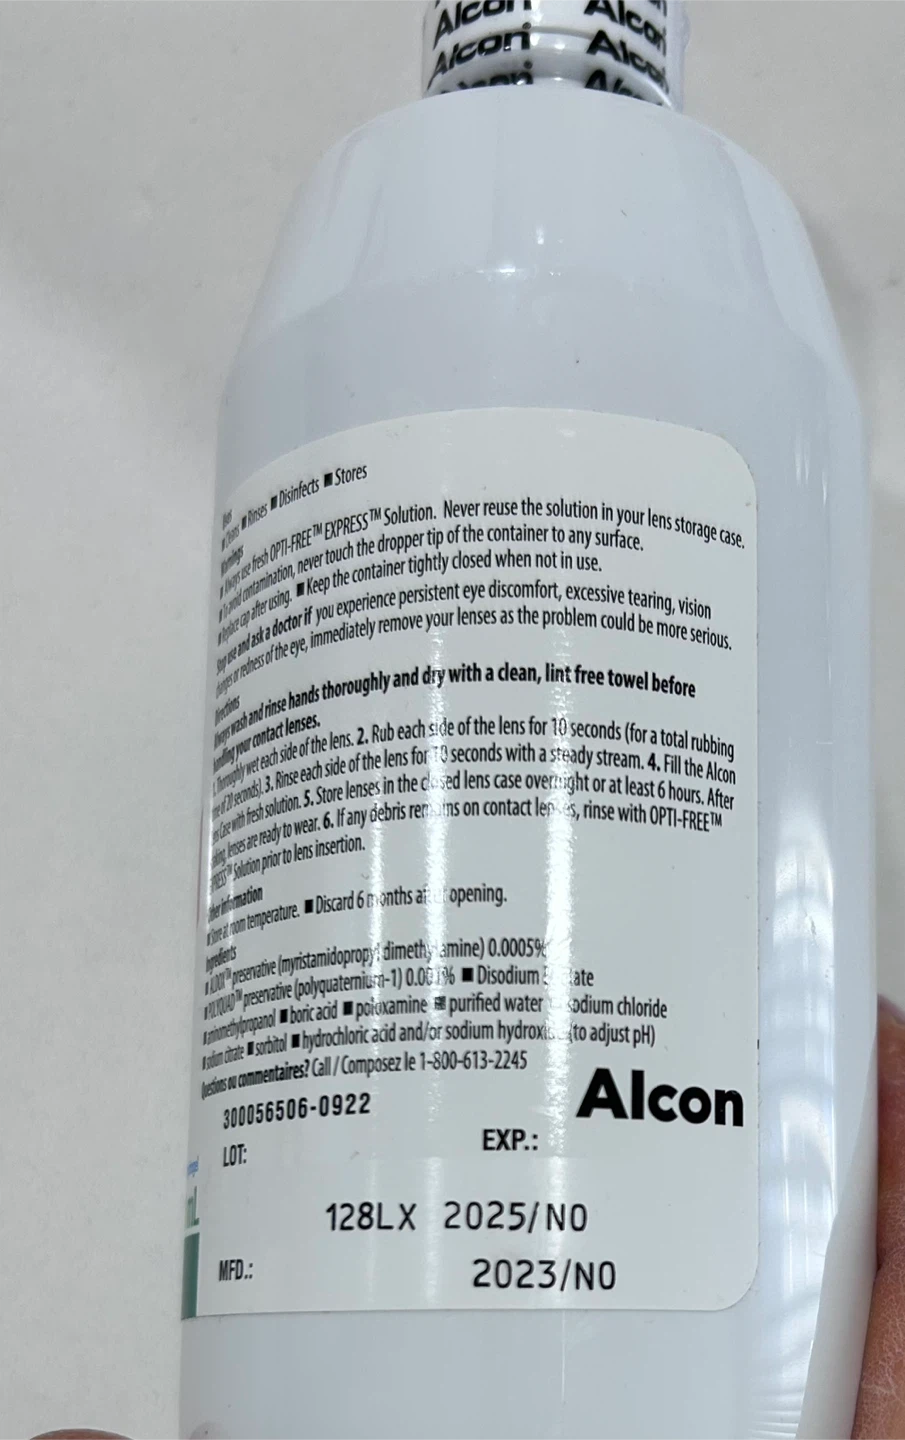 Alcon Alcon
Alcon Alcon
Alcon Alcon
Uses
■ Cleans ■ Rinses ■ Disinfects ■ Stores
Warnings
■ Always use fresh OPTI-FREE™ EXPRESS™ Solution. Never reuse the solution in your lens storage case.
■ To avoid contamination, never touch the dropper tip of the container to any surface.
■ Replace cap after using. ■ Keep the container tightly closed when not in use.
Stop use and ask a doctor if you experience persistent eye discomfort, excessive tearing, vision
changes or redness of the eye, immediately remove your lenses as the problem could be more serious.
Directions
Always wash and rinse hands thoroughly and dry with a clean, lint free towel before
handling your contact lenses.
1. Thoroughly wet each side of the lens. 2. Rub each side of the lens for 10 seconds (for a total rubbing
time of 20 seconds). 3. Rinse each side of the lens for 10 seconds with a steady stream. 4. Fill the Alcon
Lens Case with fresh solution. 5. Store lenses in the closed lens case overnight or at least 6 hours. After
soaking, lenses are ready to wear. 6. If any debris remains on contact lenses, rinse with OPTI-FREE™
EXPRESS™ Solution prior to lens insertion.
Other information
■ Store at room temperature. ■ Discard 6 months after opening.
Ingredients
■ ALDOX™ preservative (myristamidopropyl dimethylamine) 0.0005%
■ POLYQUAD™ preservative (polyquaternium-1) 0.001% ■ Disodium
■ aminomethylpropanol ■ boric acid ■ poloxamine ■ purified water ■ sodium chloride
■ sodium citrate ■ sorbitol ■ hydrochloric acid and/or sodium hydroxide (to adjust pH)
Questions ou commentaires? Call / Composez le 1-800-613-2245
300056506-0922
Alcon
LOT: EXP.:
128LX 2025/NO
MFD.: 2023/NO
mL